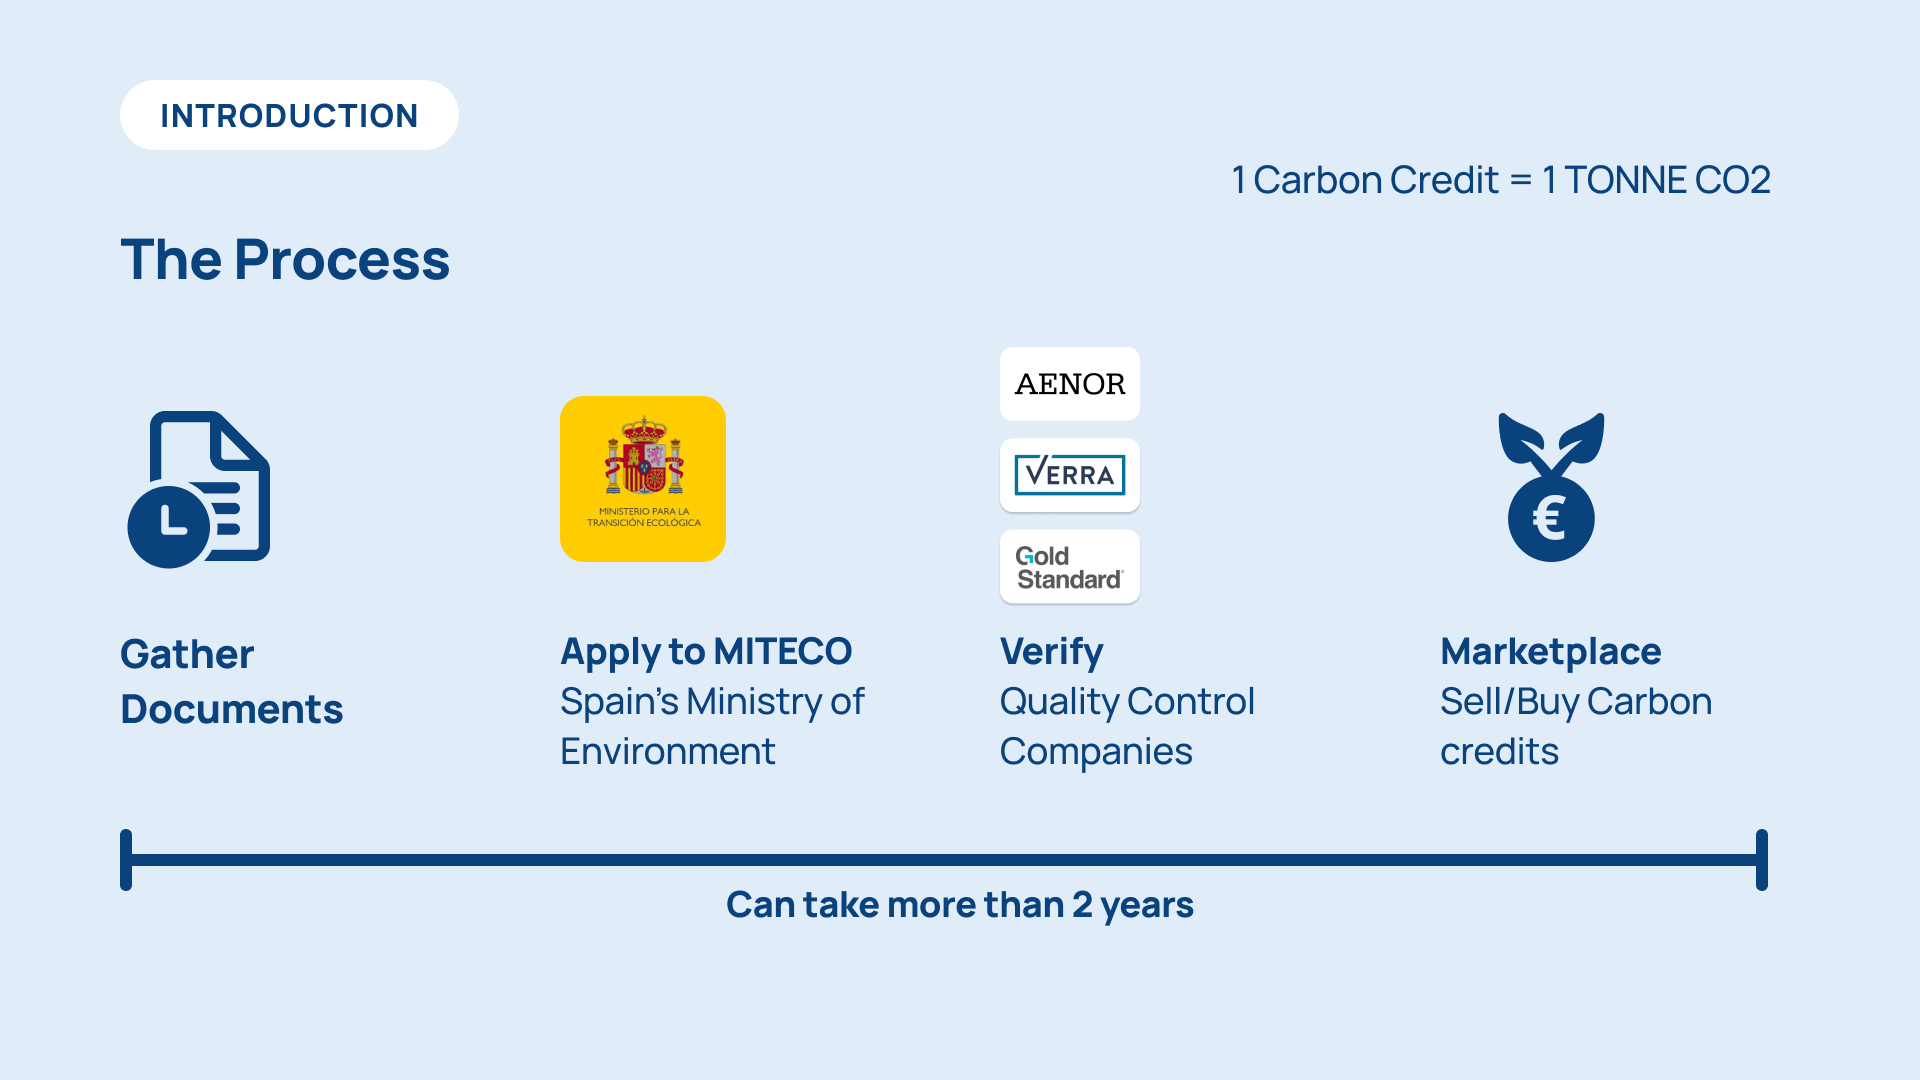 INTRODUCTION
1 Carbon Credit = 1 TONNE CO2
The Process
MINISTERIO PARA LA
TRANSICIÓN ECOLÓGICA
AENOR
VERRA
Gold
Standard
Gather
Documents
Apply to MITECO
Spain's Ministry of
Environment
Verify
Quality Control
Companies
Marketplace
Sell/Buy Carbon
credits
Can take more than 2 years